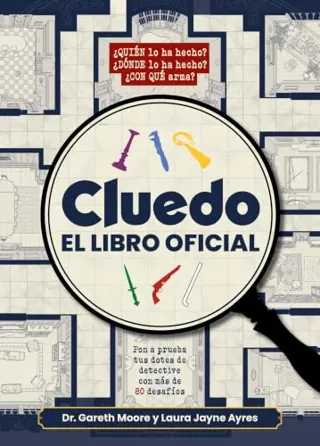 ¿QUIÉN lo ha hecho?
¿DÓNDE lo ha hecho?
¿CON QUÉ arma?
Cluedo
EL LIBRO OFICIAL
Pon a prueba
tus dotes de
detective
con más de
80 desafíos
Dr. Gareth Moore y Laura Jayne Ayres